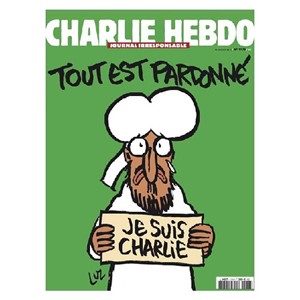 CHARLIE HEBDO
JOURNAL IRRESPONSABLE
TOUT EST PARDONNÉ
JE SUIS
CHARLIE
LUZ